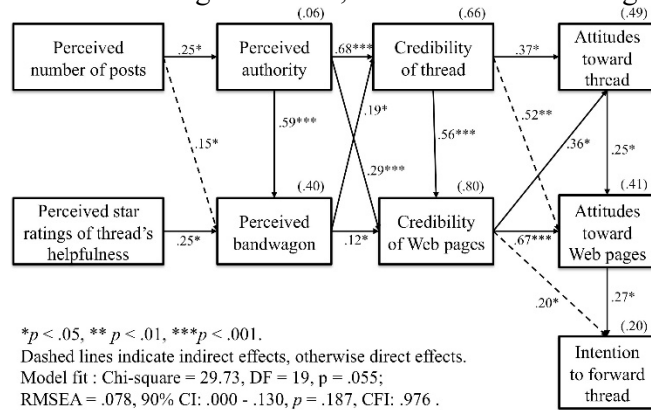 (.06)
(.66)
(.49)
Perceived
number of posts
.25*
Perceived
authority
.68***
Credibility
of thread
.37*
Attitudes
toward
thread
.15*
.59***
.19*
.29***
.56***
.52**
.36*
.25*
(.40)
(.80)
(.41)
Perceived star
ratings of thread's
helpfulness
.25*
Perceived
bandwagon
.12*
Credibility
of Web pages
.67***
Attitudes
toward
Web pages
.20*
.27*
(.20)
Intention
to forward
thread
*p < .05, ** p < .01, ***p < .001.
Dashed lines indicate indirect effects, otherwise direct effects.
Model fit : Chi-square = 29.73, DF = 19, p = .055;
RMSEA = .078, 90% CI: .000 - .130, p = .187, CFI: .976 .